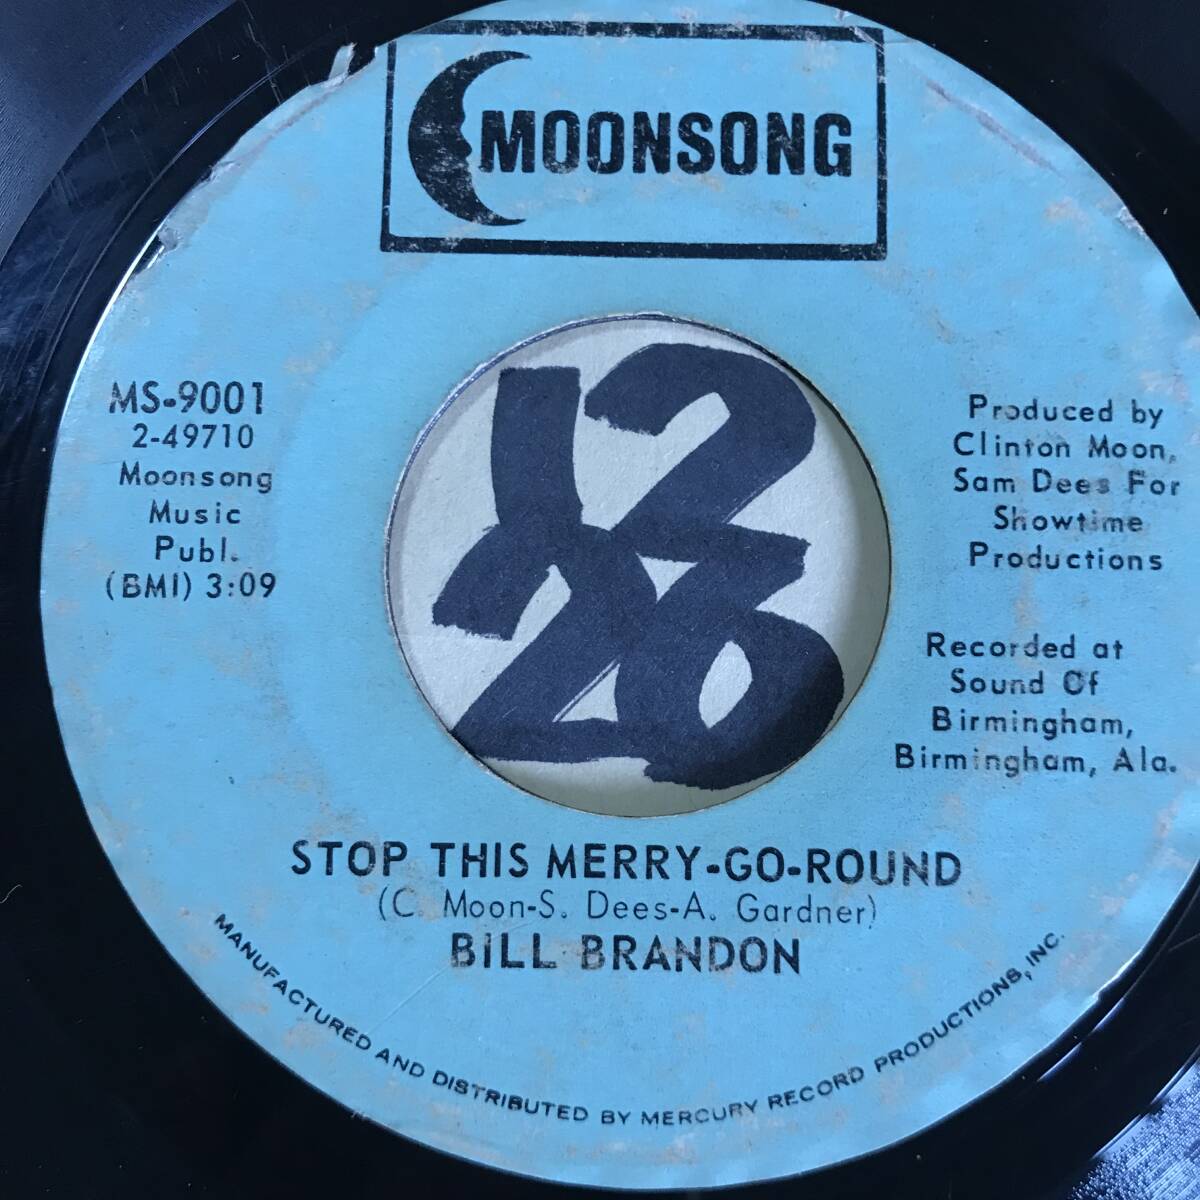 MOONSONG
MS-9001
2-49710
Moonsong
Music
Publ.
(BMI) 3:09
Produced by
Clinton Moon,
Sam Dees For
Showtime
Productions
Recorded at
Sound Of
Birmingham,
Birmingham, Ala.
STOP THIS MERRY-GO-ROUND
(C. Moon-S. Dees-A. Gardner)
BILL BRANDON
MANUFACTURED AND DISTRIBUTED BY MERCURY RECORD PRODUCTIONS, INC.